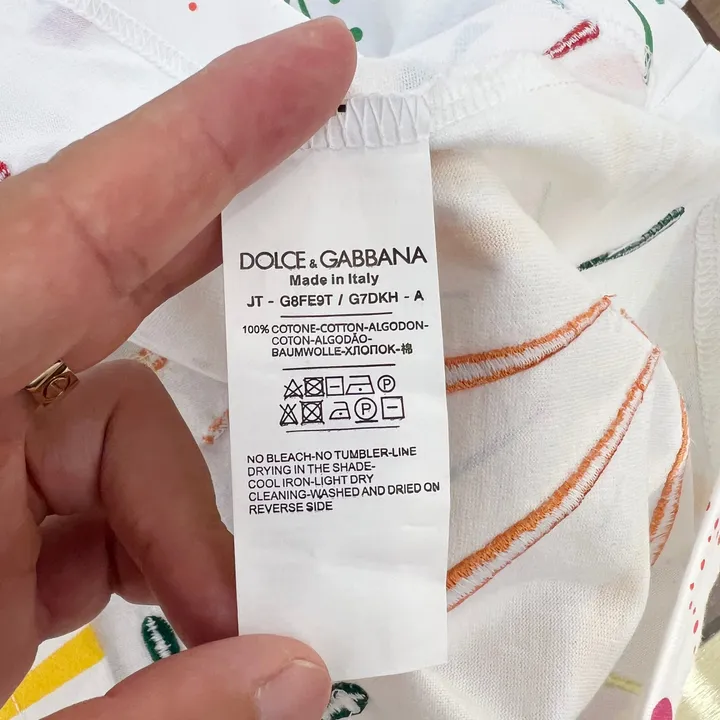 DOLCE & GABBANA
Made in Italy
JT - G8FE9T / G7DKH - A
100% COTONE-COTTON-ALGODON-
COTON-ALGODÃO-
BAUMWOLLE-ХЛОПОК-棉
NO BLEACH-NO TUMBLER-LINE
DRYING IN THE SHADE-
COOL IRON-LIGHT DRY
CLEANING-WASHED AND DRIED ON
REVERSE SIDE